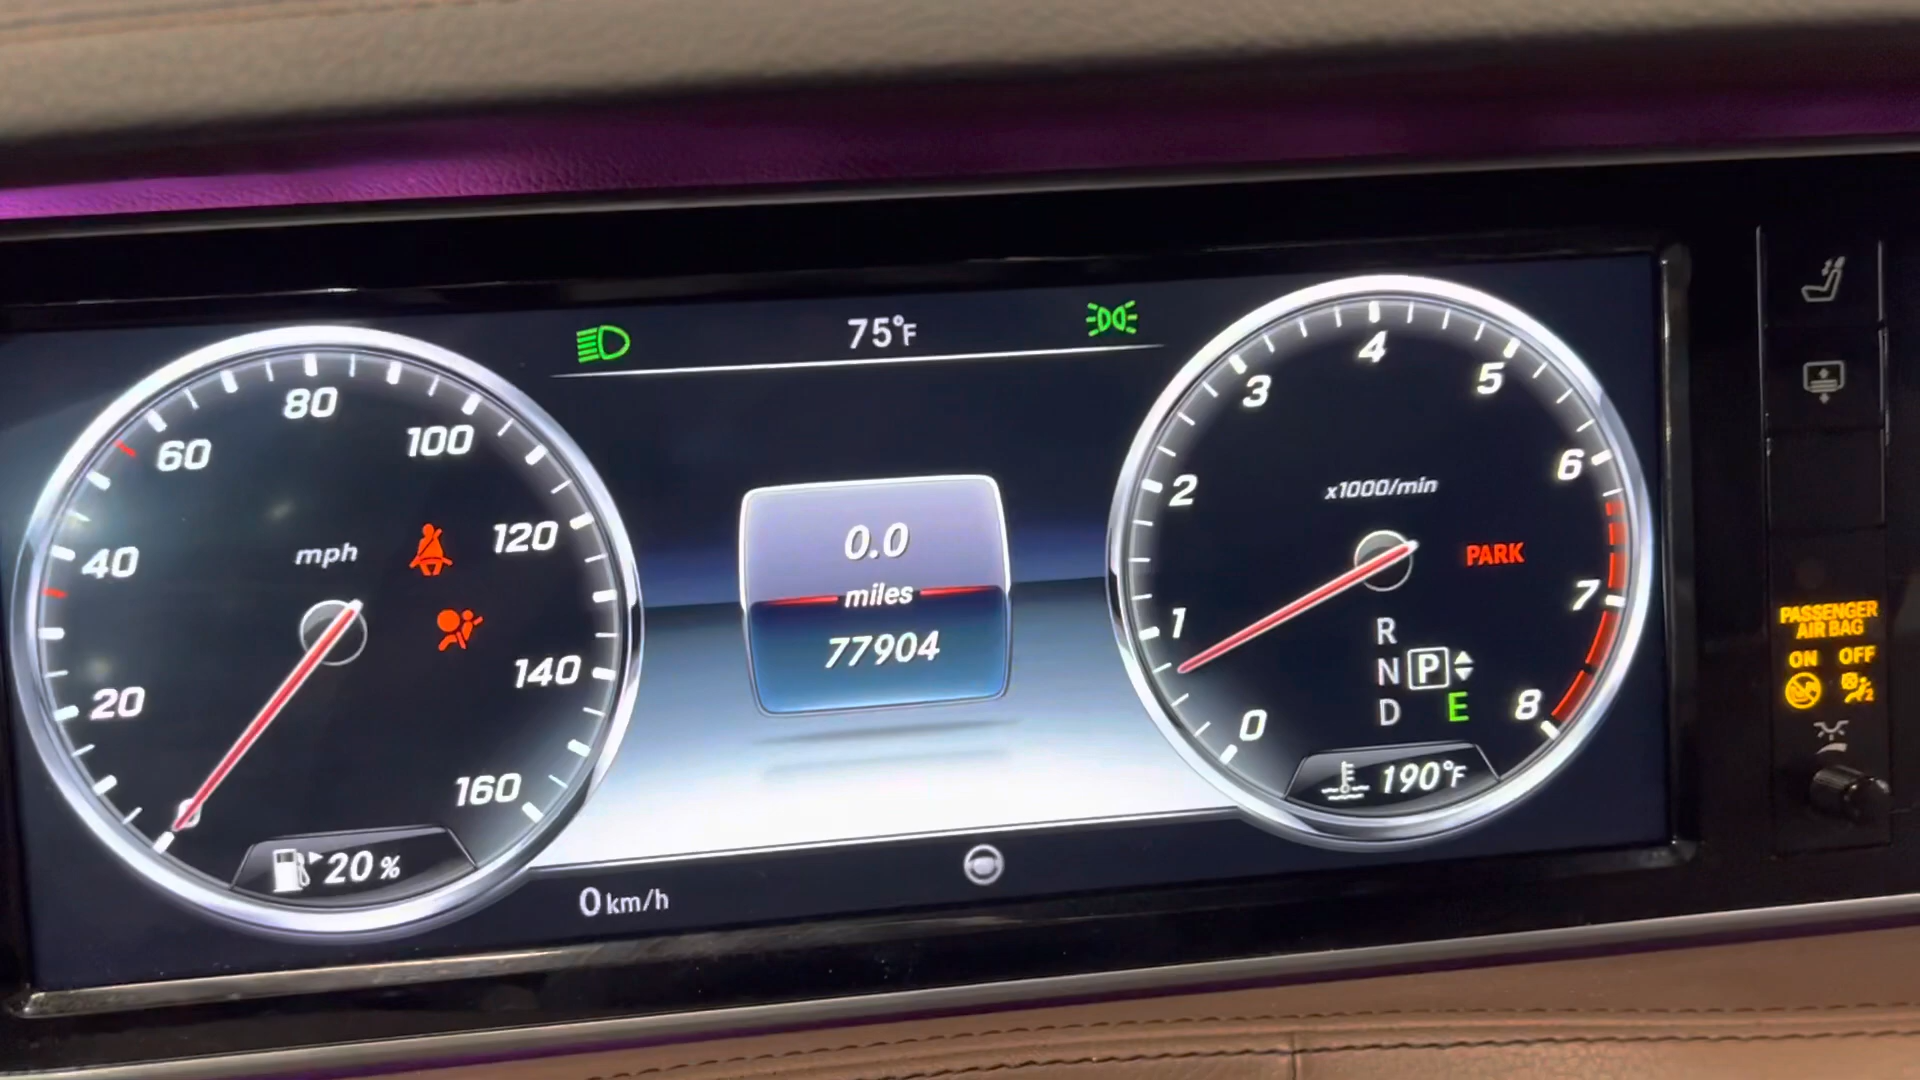 75°F
80
60
100
40
120
mph
20
140
160
20 %
0 km/h
0.0
miles
77904
4
3
5
2
6
x1000/min
PARK
1
7
R
N P
D E
0
8
190°F
PASSENGER
AIR BAG
ON OFF
2